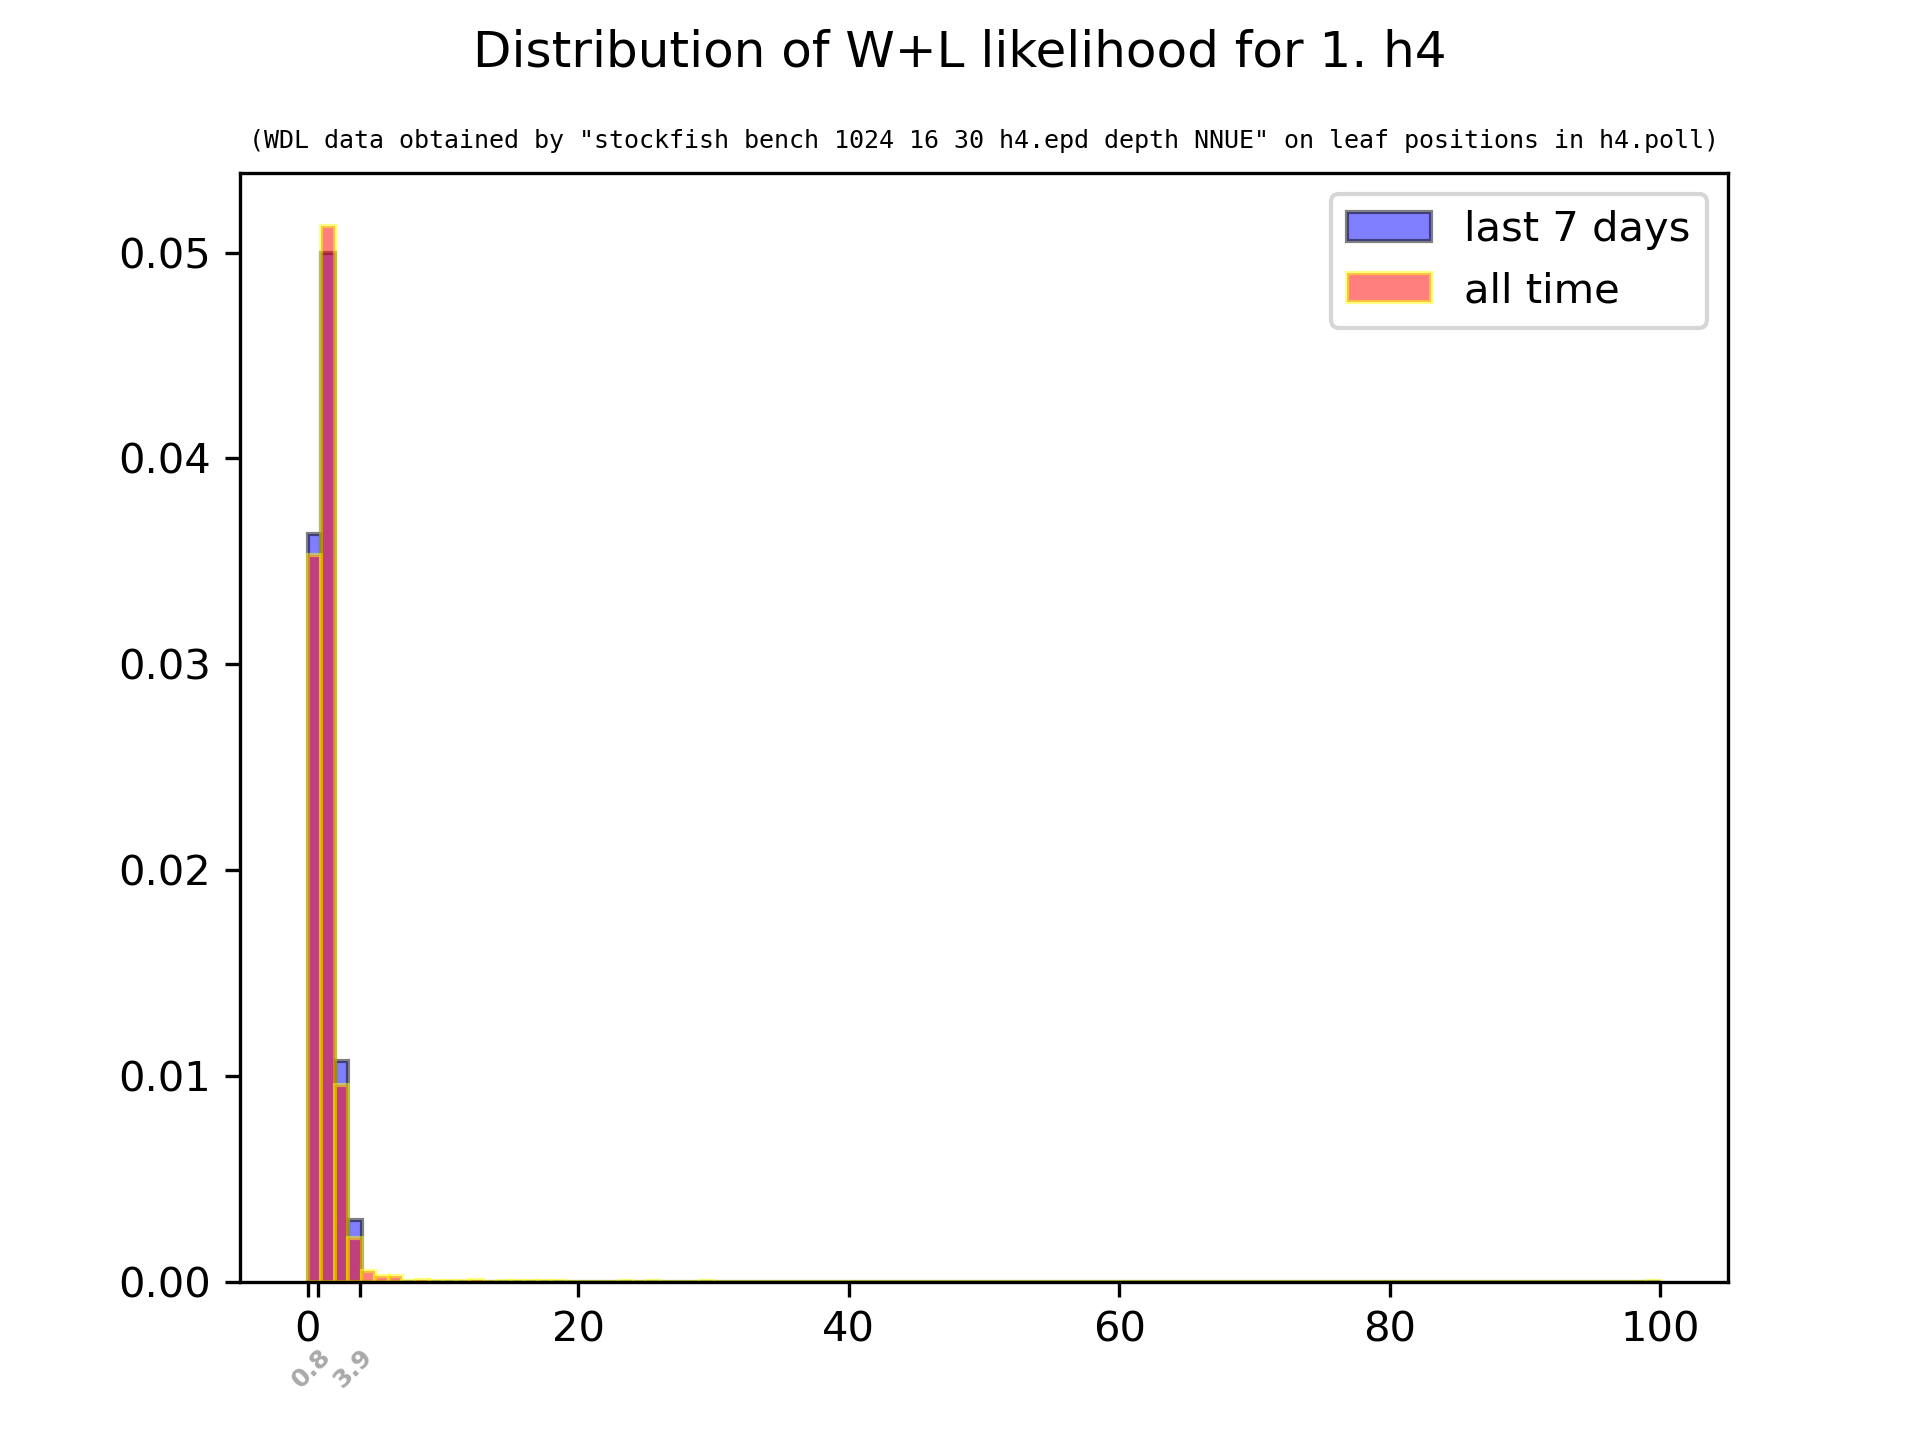 Distribution of W+L likelihood for 1. h4
(WDL data obtained by "stockfish bench 1024 16 30 h4.epd depth NNUE" on leaf positions in h4.poll)
last 7 days
all time
0.05
0.04
0.03
0.02
0.01
0.00
0 20 40 60 80 100
0.8 3.9